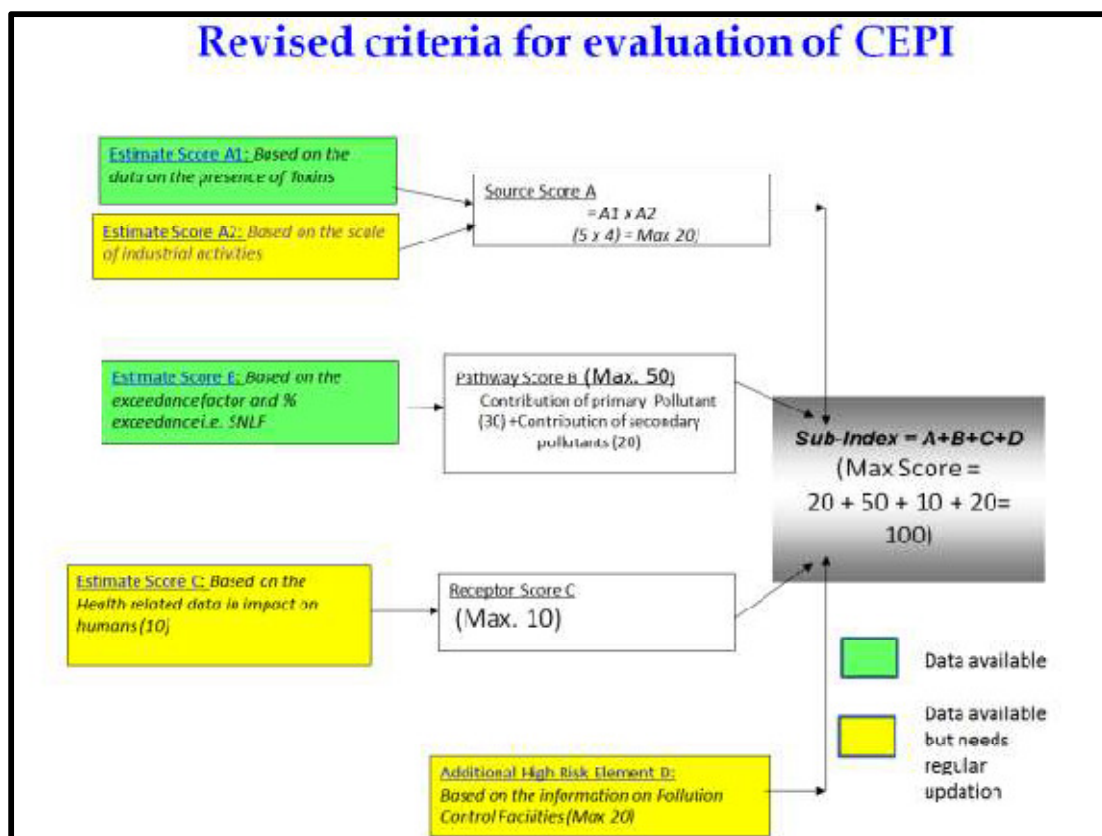 Revised criteria for evaluation of CEPI
Estimate Score A1: Based on the
data on the presence of Toxins
Estimate Score A2: Based on the scale
of industrial activities
Source Score A
= A1 x A2
(5 x 4) = Max 20)
Estimate Score B: Based on the
exceedancefactor and %
exceedancei.e. SNLF
Pathway Score B (Max. 50)
Contribution of primary Pollutant
(30) +Contribution of secondary
pollutants (20)
Sub-Index = A+B+C+D
(Max Score =
20 + 50 + 10 + 20=
100)
Estimate Score C: Based on the
Health related data in impact on
humans (10)
Receptor Score C
(Max. 10)
Additional High Risk Element D:
Based on the information on Pollution
Control Facilities (Max 20)
Data available
Data available
but needs
regular
updation